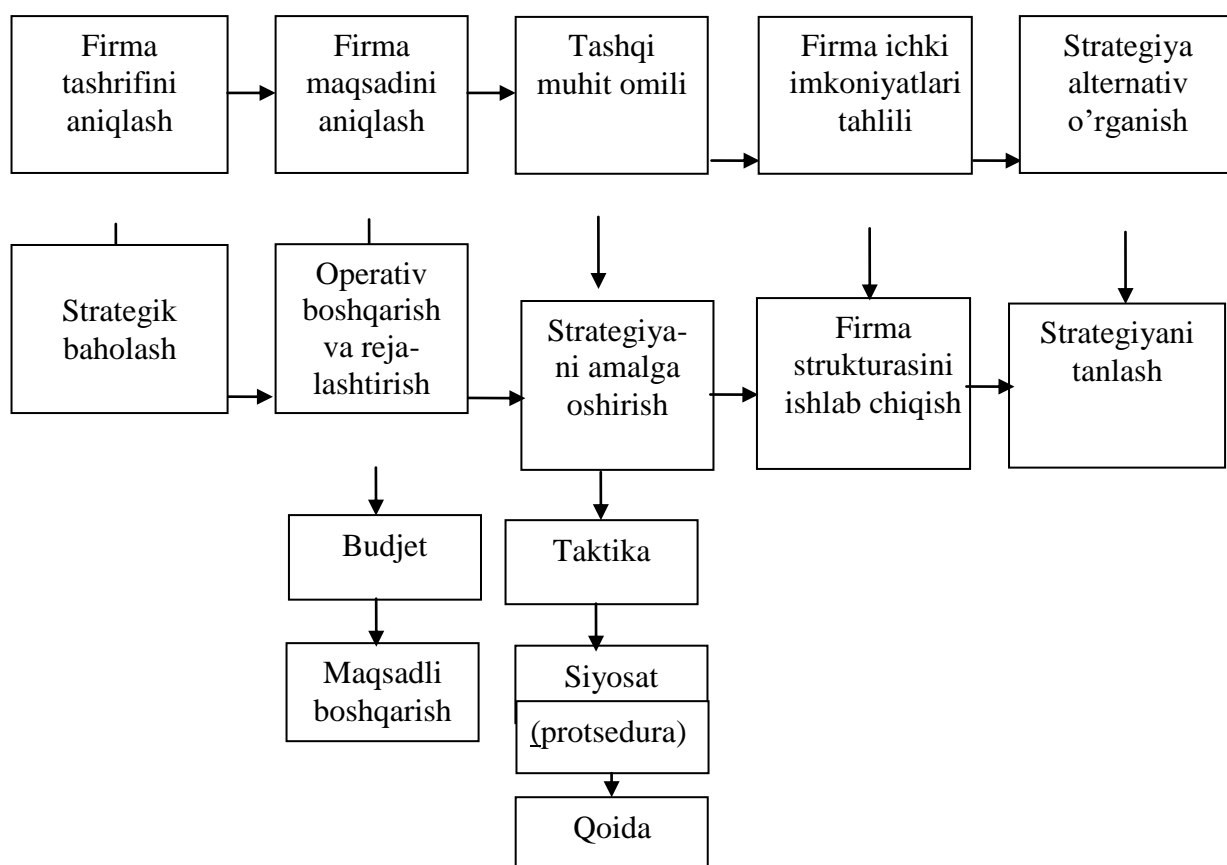 Firma
tashrifini
aniqlash
Firma
maqsadini
aniqlash
Tashqi
muhit omili
Firma ichki
imkoniyatlari
tahlili
Strategiya
alternativ
o’rganish
Strategik
baholash
Operativ
boshqarish
va reja-
lashtirish
Strategiya-
ni amalga
oshirish
Firma
strukturasini
ishlab chiqish
Strategiyani
tanlash
Budjet
Taktika
Maqsadli
boshqarish
Siyosat
(protsedura)
Qoida